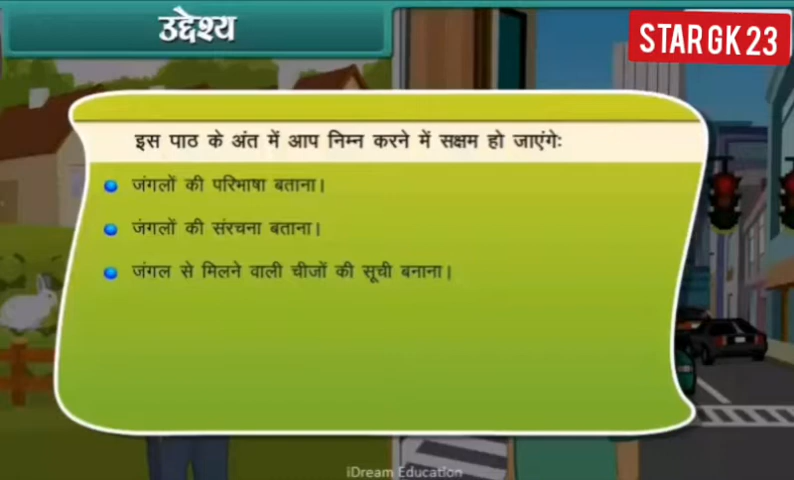 उद्देश्य
STAR GK 23
इस पाठ के अंत में आप निम्न करने में सक्षम हो जाएंगे:
जंगलों की परिभाषा बताना।
जंगलों की संरचना बताना।
जंगल से मिलने वाली चीजों की सूची बनाना।
iDream Education